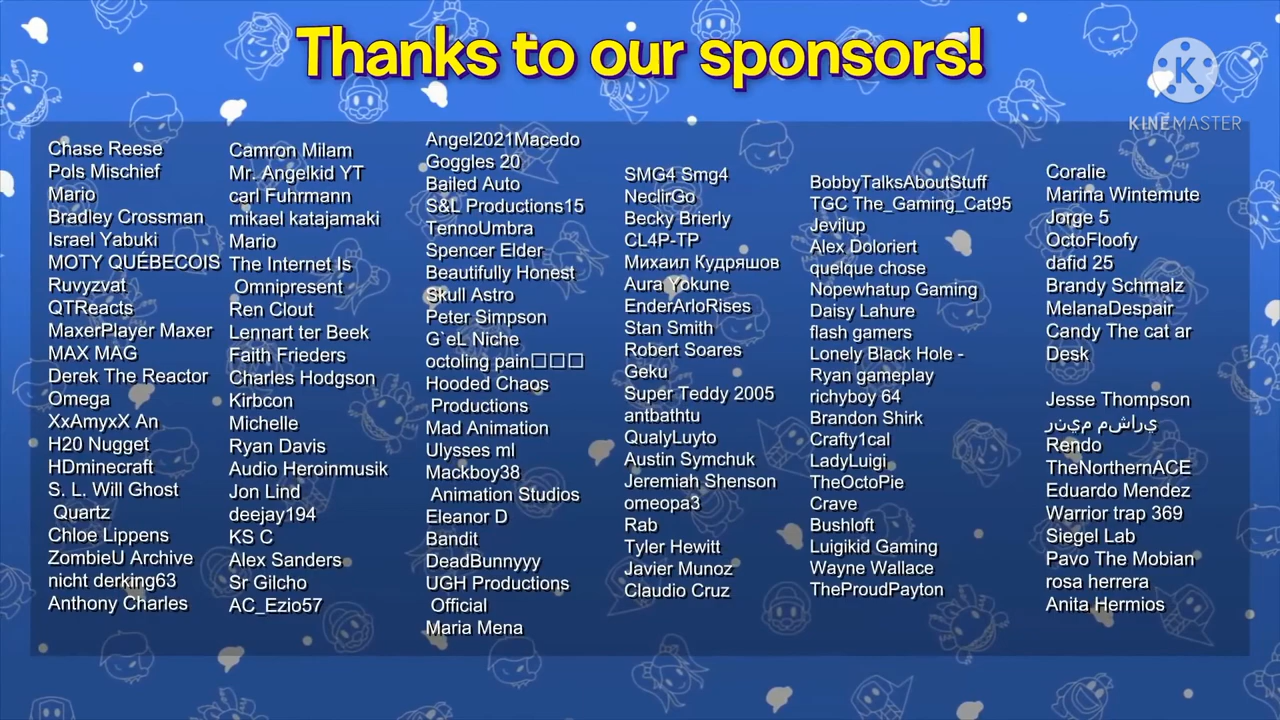 Thanks to our sponsors!
K
KINEMASTER
Chase Reese
Pols Mischief
Mario
Bradley Crossman
Israel Yabuki
MOTY QUÉBECOIS
Ruvyzvat
QTReacts
MaxerPlayer Maxer
MAX MAG
Derek The Reactor
Omega
XxAmyxX An
H20 Nugget
HDminecraft
S. L. Will Ghost
Quartz
Chloe Lippens
ZombieU Archive
nicht derking63
Anthony Charles
Camron Milam
Mr. Angelkid YT
carl Fuhrmann
mikael katajamaki
Mario
The Internet Is
Omnipresent
Ren Clout
Lennart ter Beek
Faith Frieders
Charles Hodgson
Kirbcon
Michelle
Ryan Davis
Audio Heroinmusik
Jon Lind
deejay194
KS C
Alex Sanders
Sr Gilcho
AC_Ezio57
Angel2021Macedo
Goggles 20
Bailed Auto
S&L Productions15
TennoUmbra
Spencer Elder
Beautifully Honest
Skull Astro
Peter Simpson
G`eL Niche
octoling pain□□□
Hooded Chaos
Productions
Mad Animation
Ulysses ml
Mackboy38
Animation Studios
Eleanor D
Bandit
DeadBunnyyy
UGH Productions
Official
Maria Mena
SMG4 Smg4
NeclirGo
Becky Brierly
CL4P-TP
Михаил Кудряшов
Aura Yokune
EnderArloRises
Stan Smith
Robert Soares
Geku
Super Teddy 2005
antbathtu
QualyLuyto
Austin Symchuk
Jeremiah Shenson
omeopa3
Rab
Tyler Hewitt
Javier Munoz
Claudio Cruz
BobbyTalksAboutStuff
TGC The_Gaming_Cat95
Jevilup
Alex Doloriert
quelque chose
Nopewhatup Gaming
Daisy Lahure
flash gamers
Lonely Black Hole -
Ryan gameplay
richyboy 64
Brandon Shirk
Crafty1cal
LadyLuigi
TheOctoPie
Crave
Bushloft
Luigikid Gaming
Wayne Wallace
TheProudPayton
Coralie
Marina Wintemute
Jorge 5
OctoFloofy
dafid 25
Brandy Schmalz
MelanaDespair
Candy The cat ar
Desk
Jesse Thompson
Rendo
TheNorthernACE
Eduardo Mendez
Warrior trap 369
Siegel Lab
Pavo The Mobian
rosa herrera
Anita Hermios